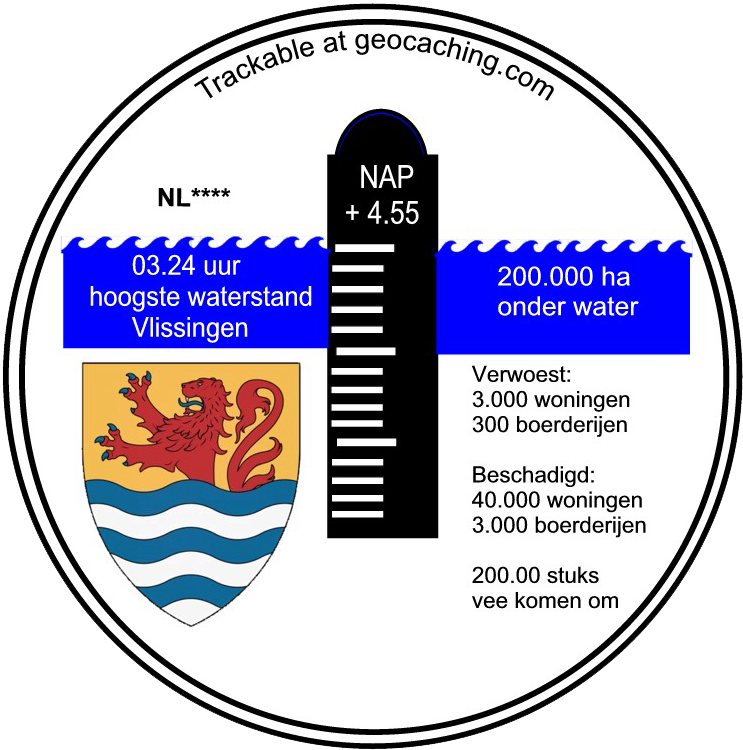 Trackable at geocaching.com
NL****
NAP
+ 4.55
03.24 uur
hoogste waterstand
Vlissingen
200.000 ha
onder water
Verwoest:
3.000 woningen
300 boerderijen
Beschadigd:
40.000 woningen
3.000 boerderijen
200.00 stuks
vee komen om